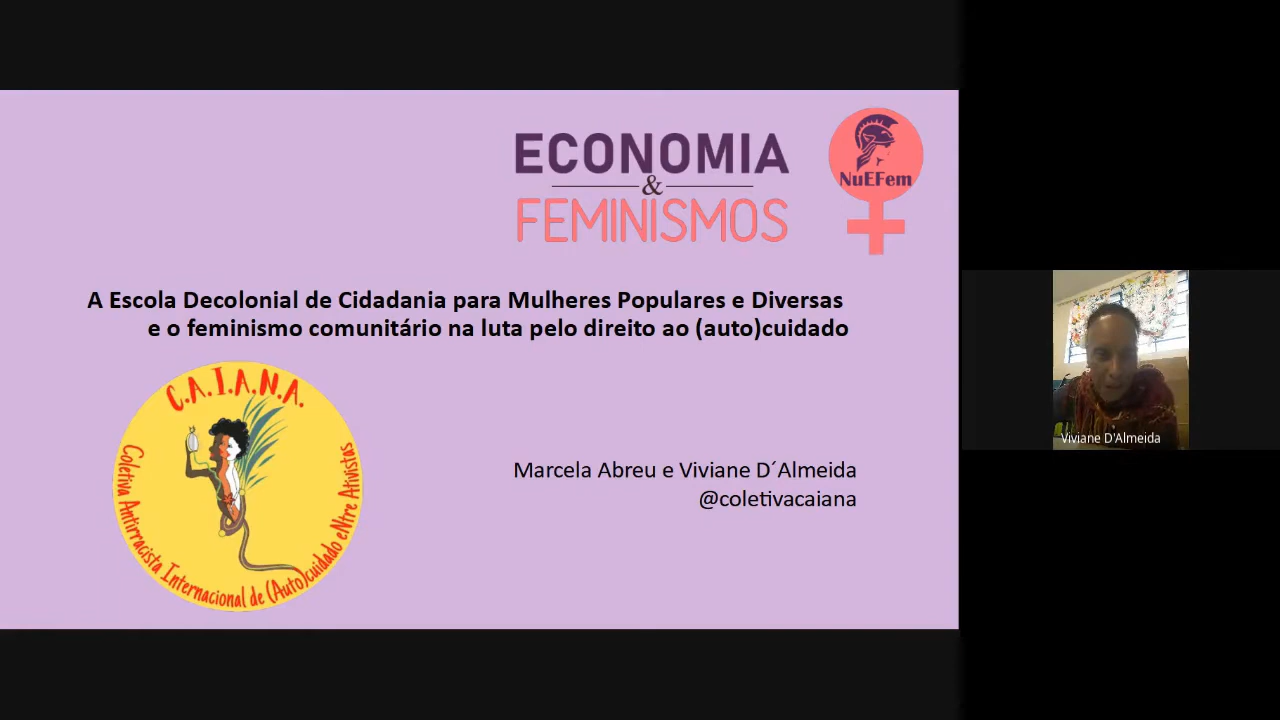 ECONOMIA
&
FEMINISMOS
NuEFem
A Escola Decolonial de Cidadania para Mulheres Populares e Diversas
e o feminismo comunitário na luta pelo direito ao (auto)cuidado
C.A.I.A.N.A.
Coletiva Antirracista Internacional de (Auto)cuidado eNtre Ativistas
Marcela Abreu e Viviane D´Almeida
@coletivacaiana
Viviane D'Almeida